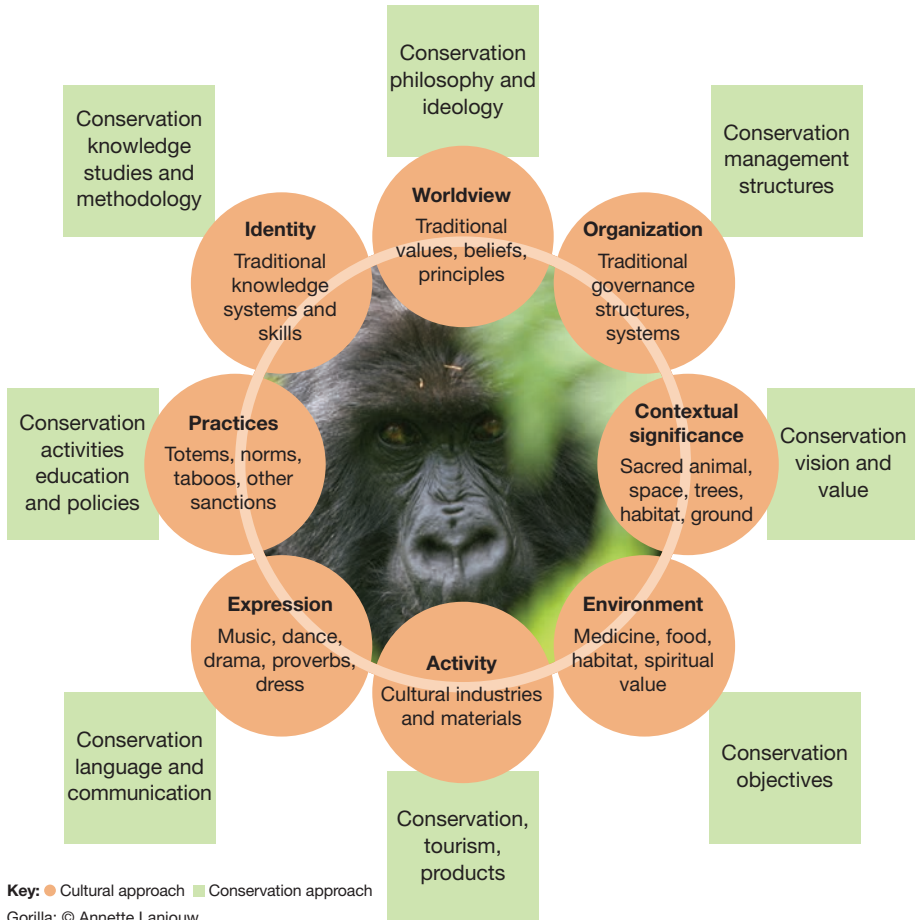 Conservation
philosophy and
ideology
Conservation
knowledge
studies and
methodology
Conservation
management
structures
Worldview
Traditional
values, beliefs,
principles
Identity
Traditional
knowledge
systems and
skills
Organization
Traditional
governance
structures,
systems
Conservation
activities
education
and policies
Practices
Totems, norms,
taboos, other
sanctions
Contextual
significance
Sacred animal,
space, trees,
habitat, ground
Conservation
vision and
value
Expression
Music, dance,
drama, proverbs,
dress
Activity
Cultural industries
and materials
Environment
Medicine, food,
habitat, spiritual
value
Conservation
language and
communication
Conservation,
tourism,
products
Conservation
objectives
Key: Cultural approach Conservation approach
Gorilla: © Annette Lanjouw